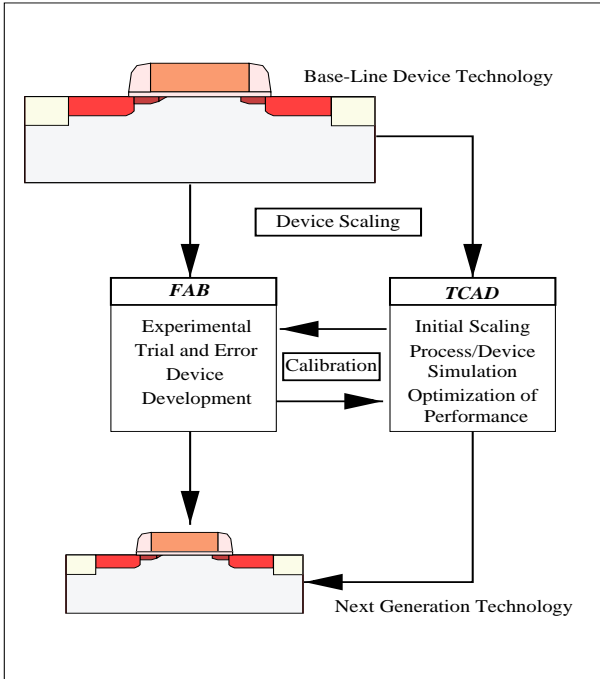 Base-Line Device Technology
Device Scaling
FAB
Experimental
Trial and Error
Device
Development
Calibration
TCAD
Initial Scaling
Process/Device
Simulation
Optimization of
Performance
Next Generation Technology